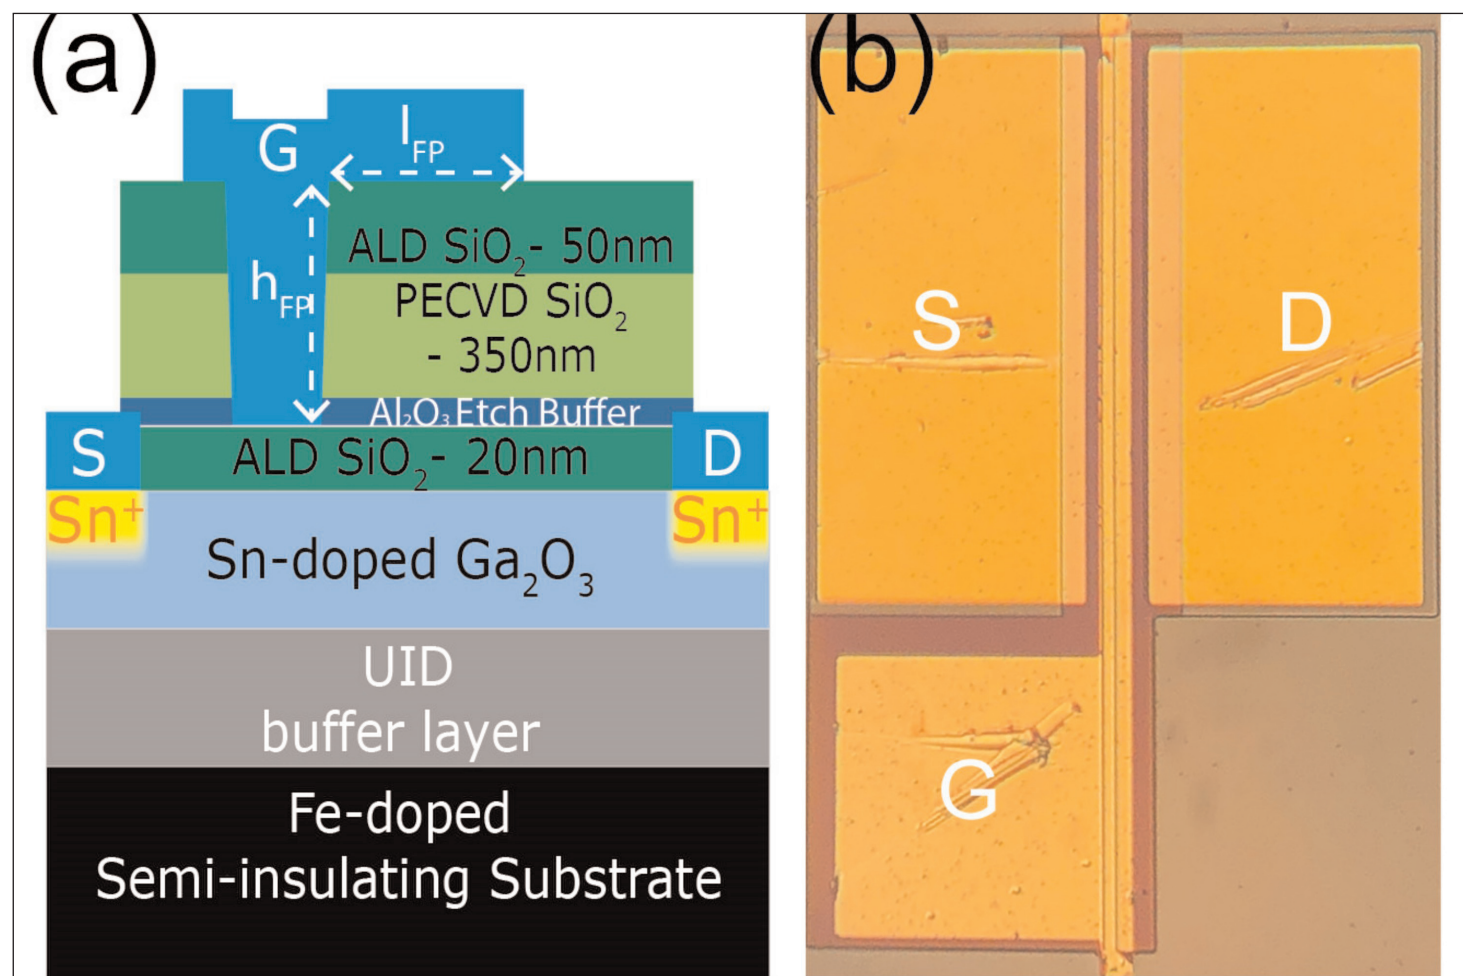 (a)
G
l_FP
ALD SiO₂- 50nm
h_FP
PECVD SiO₂
- 350nm
Al₂O₃ Etch Buffer
S
ALD SiO₂- 20nm
D
Sn⁺
Sn⁺
Sn-doped Ga₂O₃
UID
buffer layer
Fe-doped
Semi-insulating Substrate
(b)
S
D
G